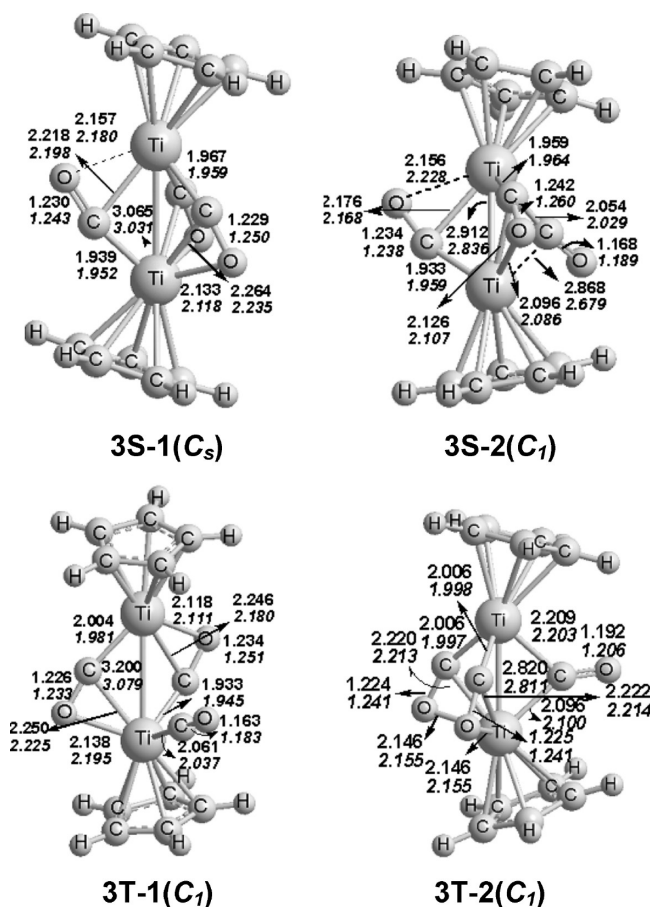 H C C
H C C H H
Ti
2.157
2.180
2.218
2.198
O
1.967
1.959
1.230
1.243
C
C
C
3.065
3.031
1.229
1.250
O
O
1.939
1.952
Ti
2.133
2.118
2.264
2.235
C C
H C C H H
H
3S-1(Cs)
H H
C C C
C C H
Ti
1.959
1.964
2.156
2.228
O
C
1.242
1.260
2.176
2.168
2.054
2.029
O
C
1.234
1.238
C
2.912
2.836
1.168
1.189
O
1.933
1.959
Ti
2.868
2.679
2.096
2.086
2.126
2.107
C C C H
H H C C H
3S-2(C1)
H
H C C C H
C C
H H
Ti
2.118
2.111
2.246
2.180
O
2.004
1.981
1.234
1.251
C
C
1.226
1.233
3.200
3.079
O
1.933
1.945
O
Ti
C
1.163
1.183
2.250
2.225
2.138
2.195
2.061
2.037
H
H C C C H
C C
H H
3T-1(C1)
H H H
H C C H
Ti
2.006
1.998
2.006
1.997
2.209
2.203
1.192
1.206
2.220
2.213
C
C
C
O
2.820
2.811
1.224
1.241
2.222
2.214
O
O
Ti
2.096
2.100
1.225
1.241
2.146
2.155
2.146
2.155
H
C C H
H C H C H
3T-2(C1)